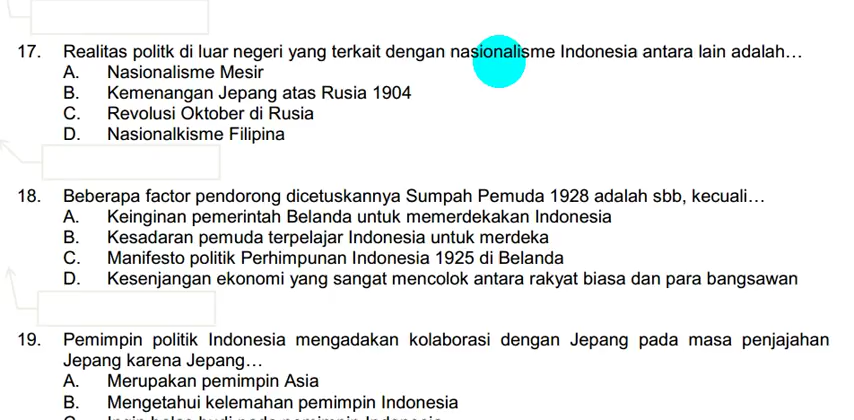 17. Realitas politk di luar negeri yang terkait dengan nasionalisme Indonesia antara lain adalah…
A. Nasionalisme Mesir
B. Kemenangan Jepang atas Rusia 1904
C. Revolusi Oktober di Rusia
D. Nasionalkisme Filipina
18. Beberapa factor pendorong dicetuskannya Sumpah Pemuda 1928 adalah sbb, kecuali…
A. Keinginan pemerintah Belanda untuk memerdekakan Indonesia
B. Kesadaran pemuda terpelajar Indonesia untuk merdeka
C. Manifesto politik Perhimpunan Indonesia 1925 di Belanda
D. Kesenjangan ekonomi yang sangat mencolok antara rakyat biasa dan para bangsawan
19. Pemimpin politik Indonesia mengadakan kolaborasi dengan Jepang pada masa penjajahan
Jepang karena Jepang…
A. Merupakan pemimpin Asia
B. Mengetahui kelemahan pemimpin Indonesia